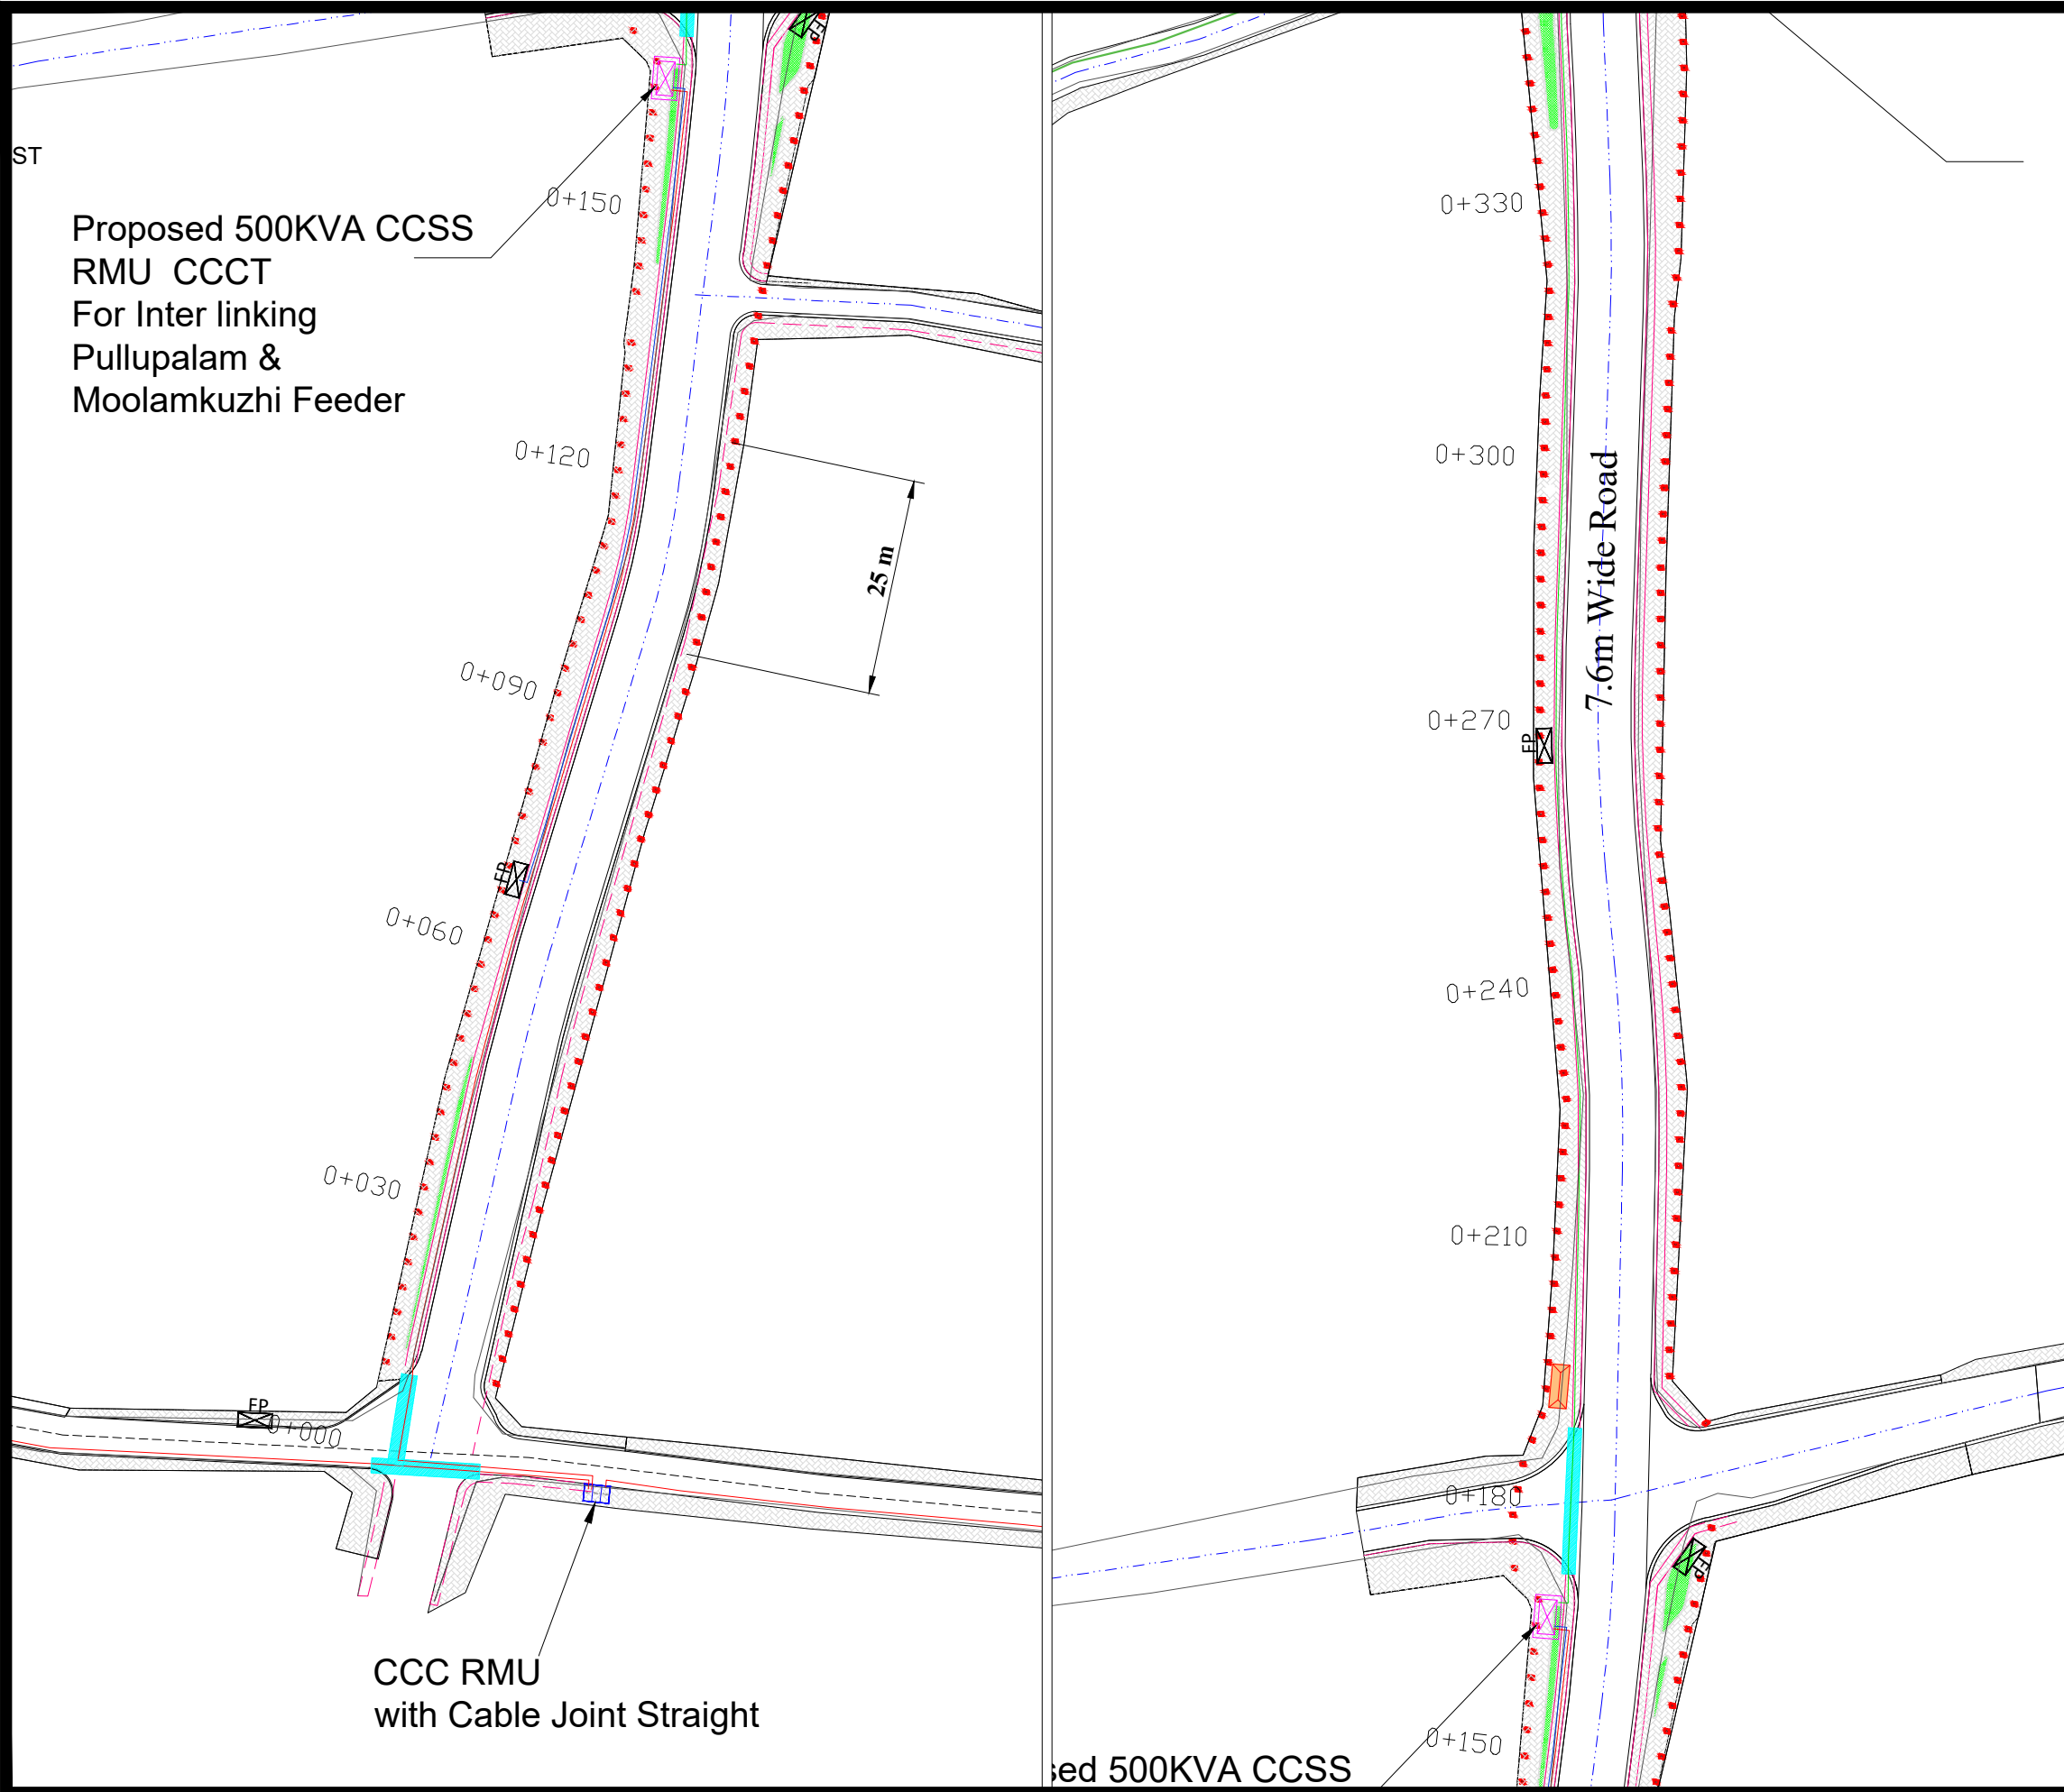 ST
0+150
Proposed 500KVA CCSS
RMU  CCCT
For Inter linking
Pullupalam &
Moolamkuzhi Feeder
FP
0+120
25 m
0+090
FP
0+060
0+030
FP
0+000
CCC RMU
with Cable Joint Straight
0+330
0+300
7.6m Wide Road
0+270
FP
0+240
0+210
0+180
FP
0+150
sed 500KVA CCSS